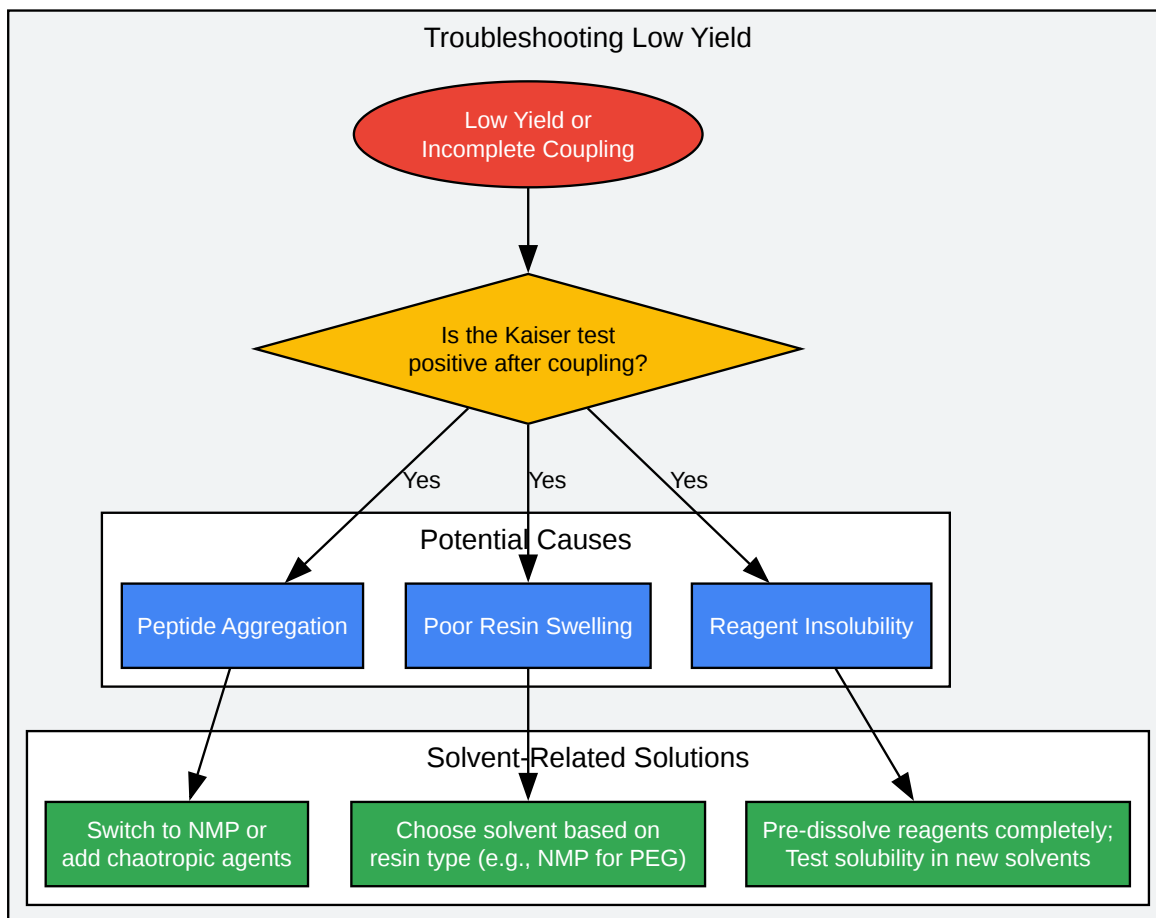 Troubleshooting Low Yield
Low Yield or
Incomplete Coupling
Is the Kaiser test
positive after coupling?
Yes
Yes
Yes
Potential Causes
Peptide Aggregation
Poor Resin Swelling
Reagent Insolubility
Solvent-Related Solutions
Switch to NMP or
add chaotropic agents
Choose solvent based on
resin type (e.g., NMP for PEG)
Pre-dissolve reagents completely;
Test solubility in new solvents